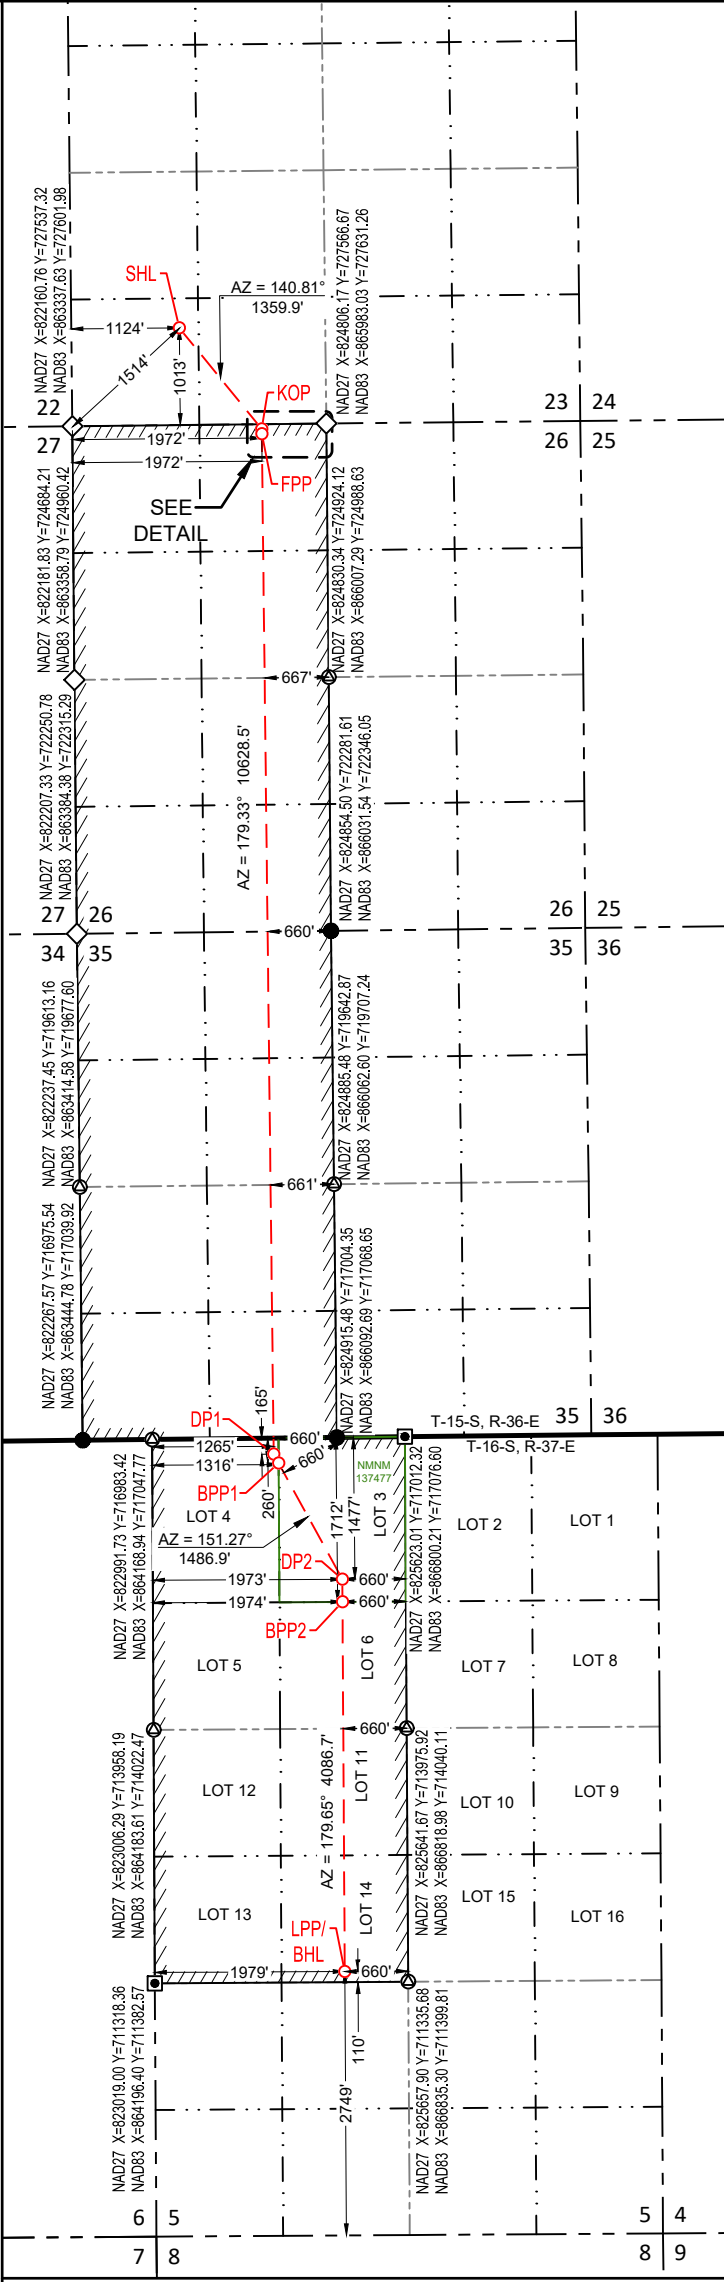 NAD27 X=822160.76 Y=727537.32
NAD83 X=863337.63 Y=727601.98
NAD27 X=824806.17 Y=727566.67
NAD83 X=865983.03 Y=727631.26
SHL
AZ = 140.81°
1359.9'
1124'
1514'
1013'
KOP
22
27
23 24
26 25
1972'
1972'
FPP
SEE
DETAIL
NAD27 X=822181.83 Y=724684.21
NAD83 X=863358.79 Y=724960.42
NAD27 X=824830.34 Y=724924.12
NAD83 X=866007.29 Y=724988.63
667'
NAD27 X=822207.33 Y=722250.78
NAD83 X=863384.38 Y=722315.29
AZ = 179.33° 10628.5'
NAD27 X=824854.50 Y=722281.61
NAD83 X=866031.54 Y=722346.05
27 26
34 35
660'
26 25
35 36
NAD27 X=822237.45 Y=719613.16
NAD83 X=863414.58 Y=719677.60
NAD27 X=824885.48 Y=719642.87
NAD83 X=866062.60 Y=719707.24
661'
NAD27 X=822267.57 Y=716975.54
NAD83 X=863444.78 Y=717039.92
NAD27 X=824915.48 Y=717004.35
NAD83 X=866092.69 Y=717068.65
165'
DP1
660'
T-15-S, R-36-E
35 36
T-16-S, R-37-E
1265'
660'
1316'
BPP1
260'
NMNM
137477
LOT 4
1712'
1477'
LOT 3
LOT 2
LOT 1
AZ = 151.27°
1486.9'
NAD27 X=822991.73 Y=716983.42
NAD83 X=864168.94 Y=717047.77
NAD27 X=825623.01 Y=717012.32
NAD83 X=866800.21 Y=717076.60
DP2
1973'
660'
1974'
660'
BPP2
LOT 5
LOT 6
LOT 7
LOT 8
660'
NAD27 X=823006.29 Y=713958.19
NAD83 X=864183.61 Y=714022.47
LOT 12
AZ = 179.65° 4086.7'
LOT 11
NAD27 X=825641.67 Y=713975.92
NAD83 X=866818.98 Y=714040.11
LOT 10
LOT 9
LOT 13
LOT 14
LOT 15
LOT 16
LPP/
BHL
1979'
660'
NAD27 X=823019.00 Y=711318.36
NAD83 X=864196.40 Y=711382.57
110'
2749'
NAD27 X=825657.90 Y=711335.68
NAD83 X=866835.30 Y=711399.81
6 5
7 8
5 4
8 9